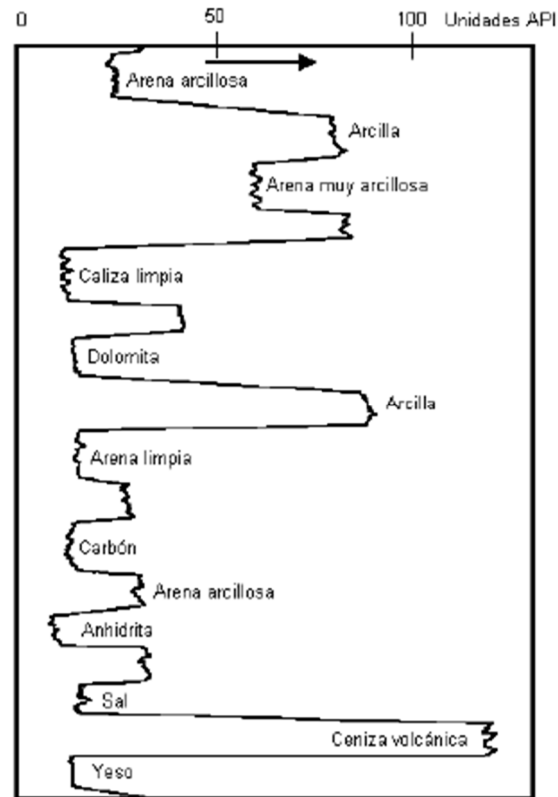 0 50 100 Unidades API
Arena arcillosa
Arcilla
Arena muy arcillosa
Caliza limpia
Dolomita
Arcilla
Arena limpia
Carbón
Arena arcillosa
Anhidrita
Sal
Ceniza volcánica
Yeso